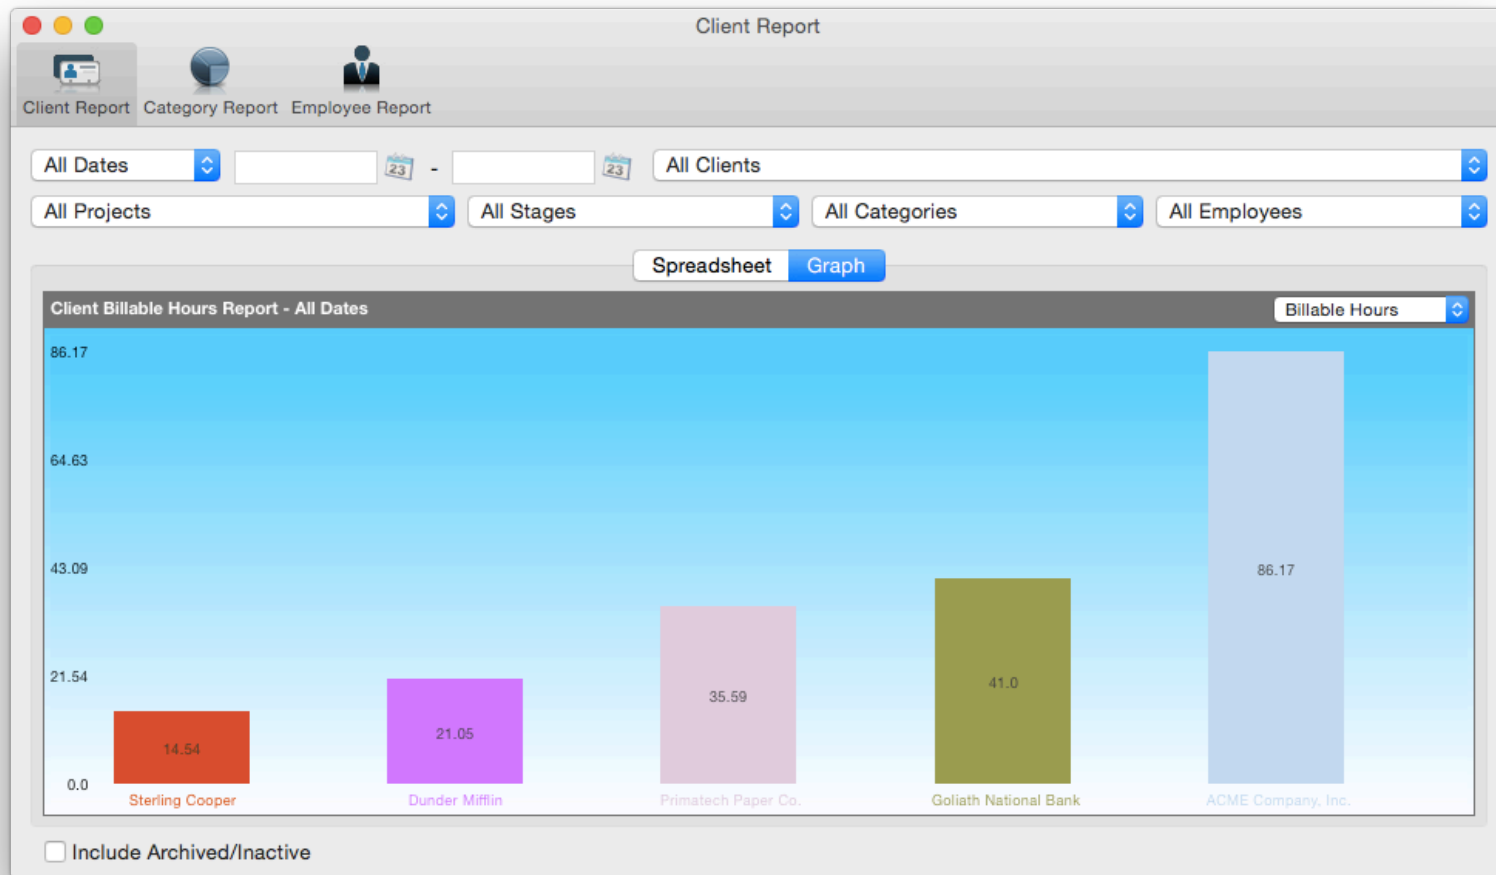 Client Report
Client Report Category Report Employee Report
All Dates 23 - 23 All Clients
All Projects All Stages All Categories All Employees
Spreadsheet Graph
Client Billable Hours Report - All Dates Billable Hours
86.17
64.63
43.09
86.17
21.54
41.0
35.59
21.05
14.54
0.0
Sterling Cooper Dunder Mifflin Primatech Paper Co. Goliath National Bank ACME Company, Inc.
Include Archived/Inactive